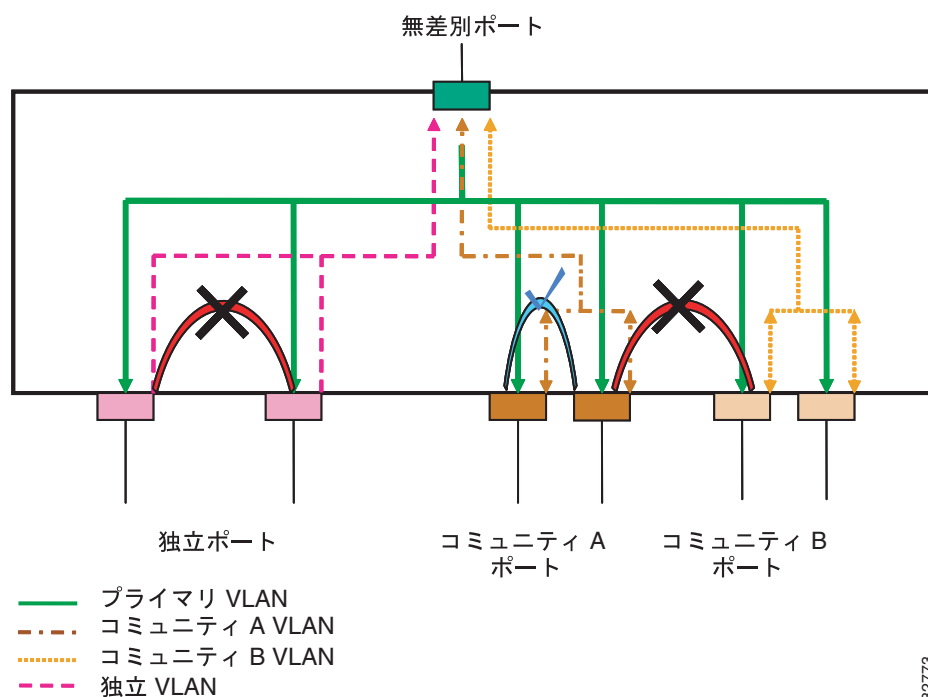 無差別ポート
独立ポート
コミュニティ A
ポート
コミュニティ B
ポート
プライマリ VLAN
コミュニティ A VLAN
コミュニティ B VLAN
独立 VLAN